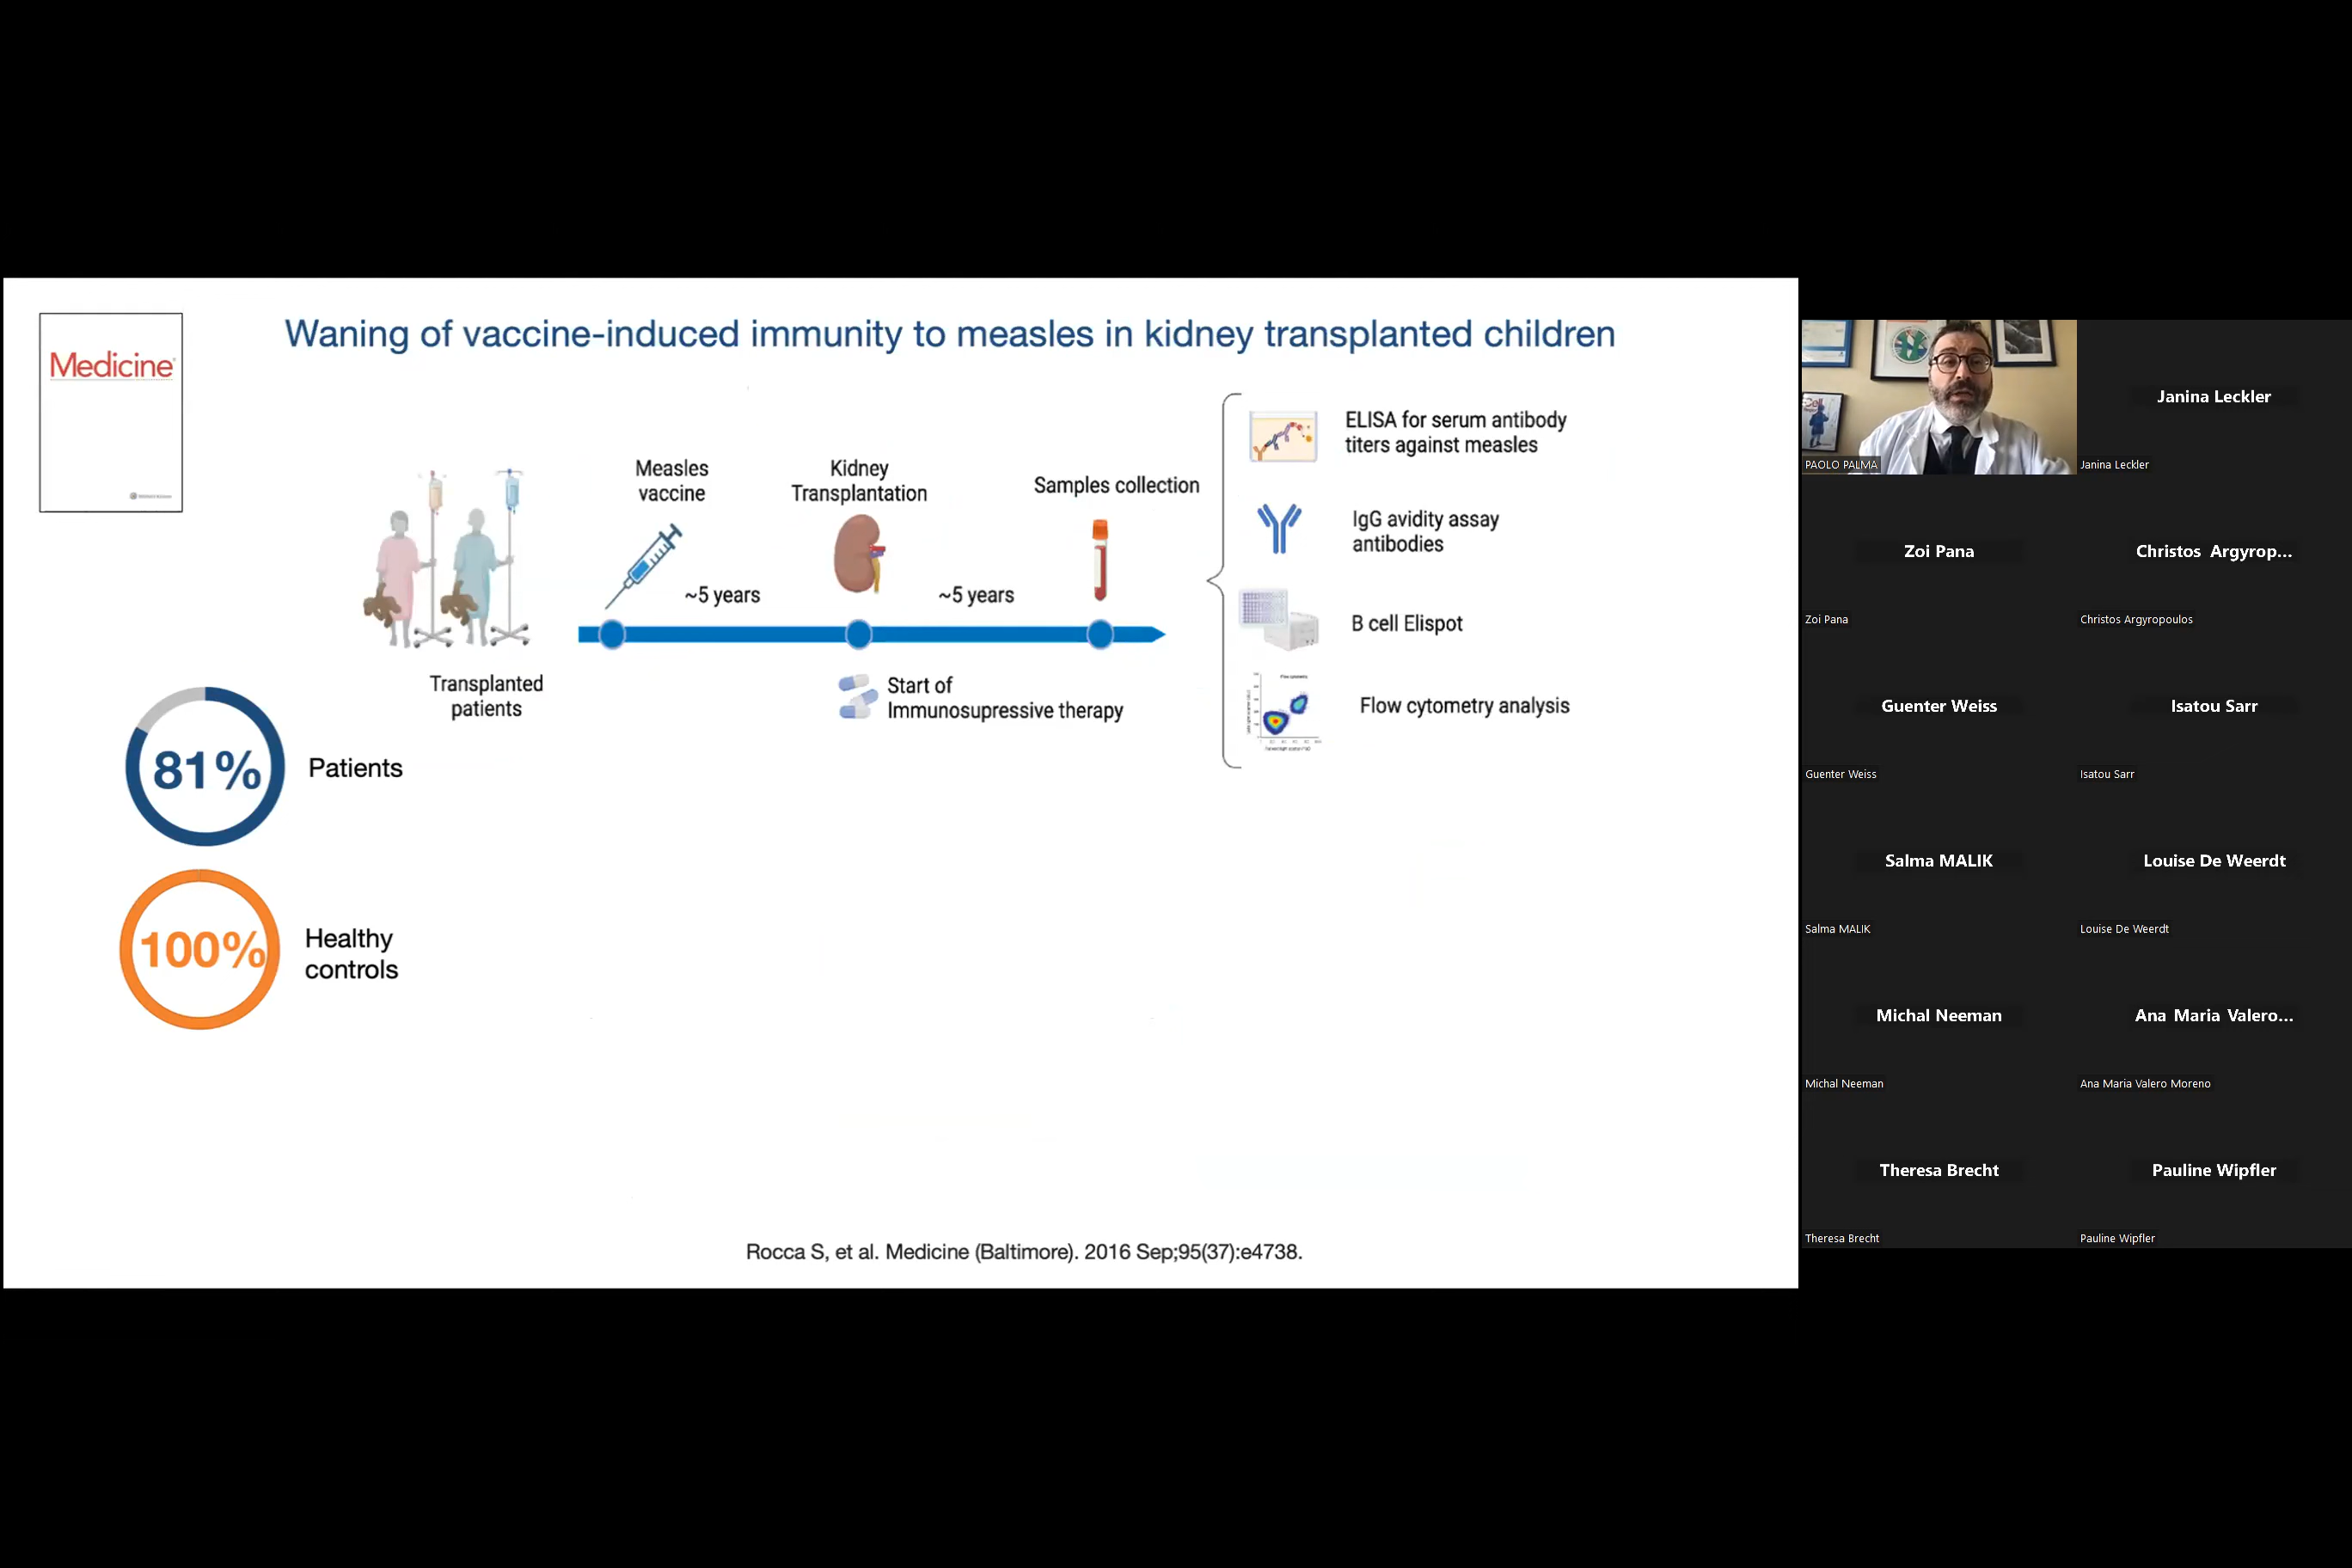 Waning of vaccine-induced immunity to measles in kidney transplanted children
Medicine
Measles
vaccine
Kidney
Transplantation
Samples collection
~5 years
~5 years
Transplanted
patients
Start of
Immunosupressive therapy
ELISA for serum antibody
titers against measles
IgG avidity assay
antibodies
B cell Elispot
Flow cytometry analysis
81%
Patients
100%
Healthy
controls
Rocca S, et al. Medicine (Baltimore). 2016 Sep;95(37):e4738.
PAOLO PALMA
Janina Leckler
Janina Leckler
Zoi Pana
Zoi Pana
Christos Argyrop...
Christos Argyropoulos
Guenter Weiss
Guenter Weiss
Isatou Sarr
Isatou Sarr
Salma MALIK
Salma MALIK
Louise De Weerdt
Louise De Weerdt
Michal Neeman
Michal Neeman
Ana Maria Valero...
Ana Maria Valero Moreno
Theresa Brecht
Theresa Brecht
Pauline Wipfler
Pauline Wipfler